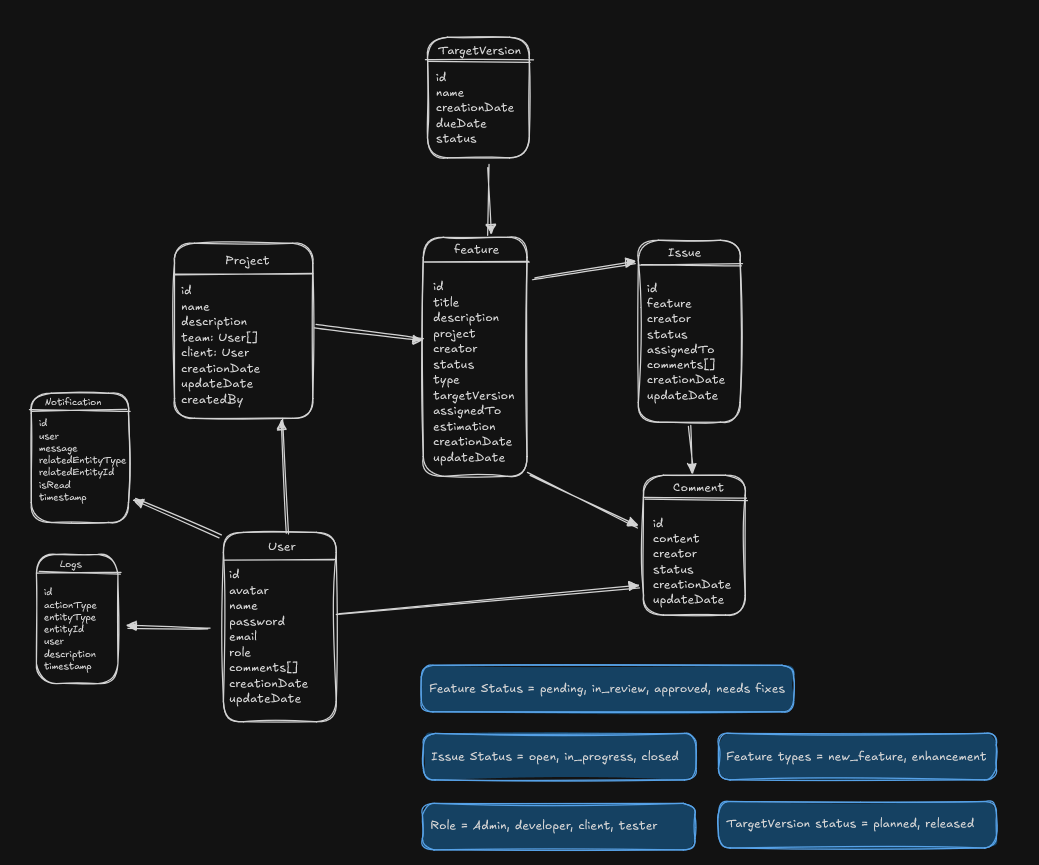 TargetVersion
id
name
creationDate
dueDate
status
Project
id
name
description
team: User[]
client: User
creationDate
updateDate
createdBy
feature
id
title
description
project
creator
status
type
targetVersion
assignedTo
estimation
creationDate
updateDate
Issue
id
feature
creator
status
assignedTo
comments[]
creationDate
updateDate
Notification
id
user
message
relatedEntityType
relatedEntityId
isRead
timestamp
Comment
id
content
creator
status
creationDate
updateDate
Logs
id
actionType
entityType
entityId
user
description
timestamp
User
id
avatar
name
password
email
role
comments[]
creationDate
updateDate
Feature Status = pending, in_review, approved, needs fixes
Issue Status = open, in_progress, closed
Feature types = new_feature, enhancement
Role = Admin, developer, client, tester
TargetVersion status = planned, released